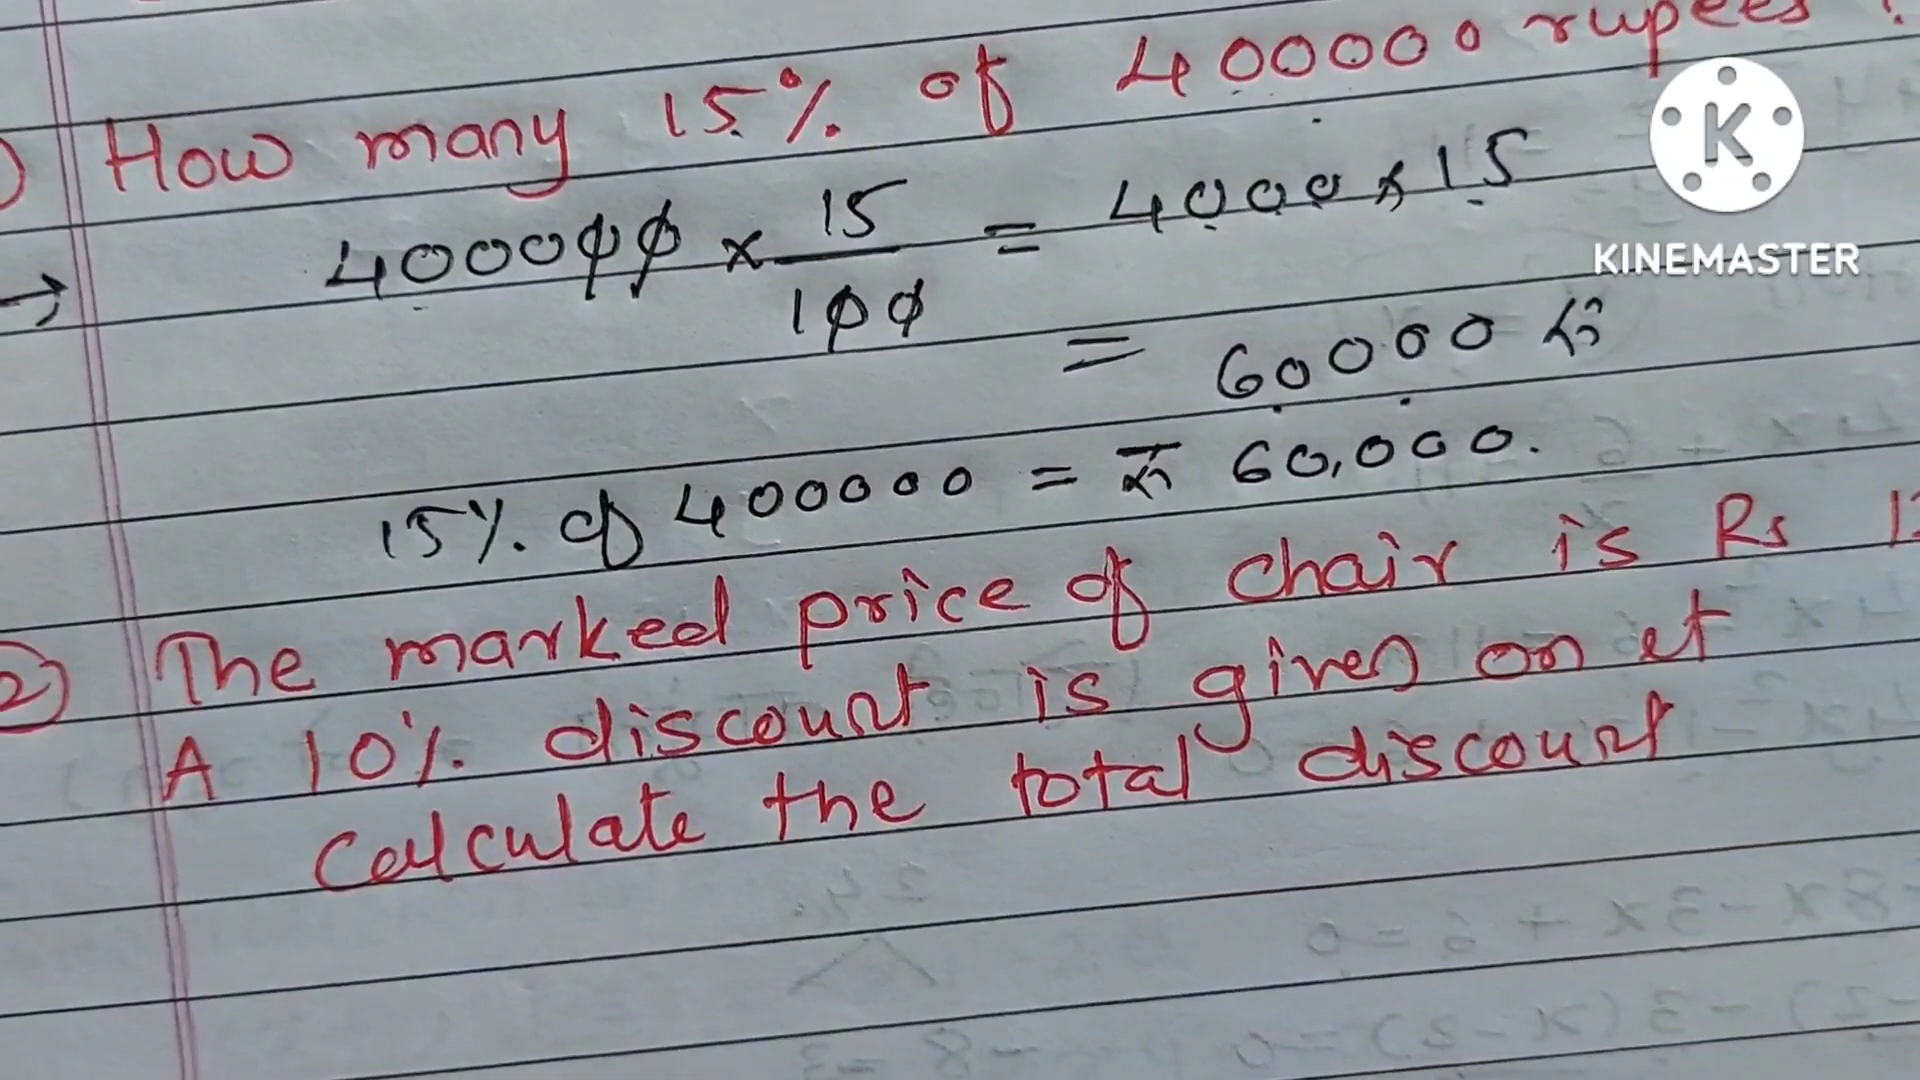 How many 15% of 400000 rupees?
→ 400000 × 15/100 = 4000 × 15
= 60000 रु
15% of 400000 = रु 60,000.
② The marked price of chair is Rs
A 10% discount is given on it
Calculate the total discount
K
KINEMASTER